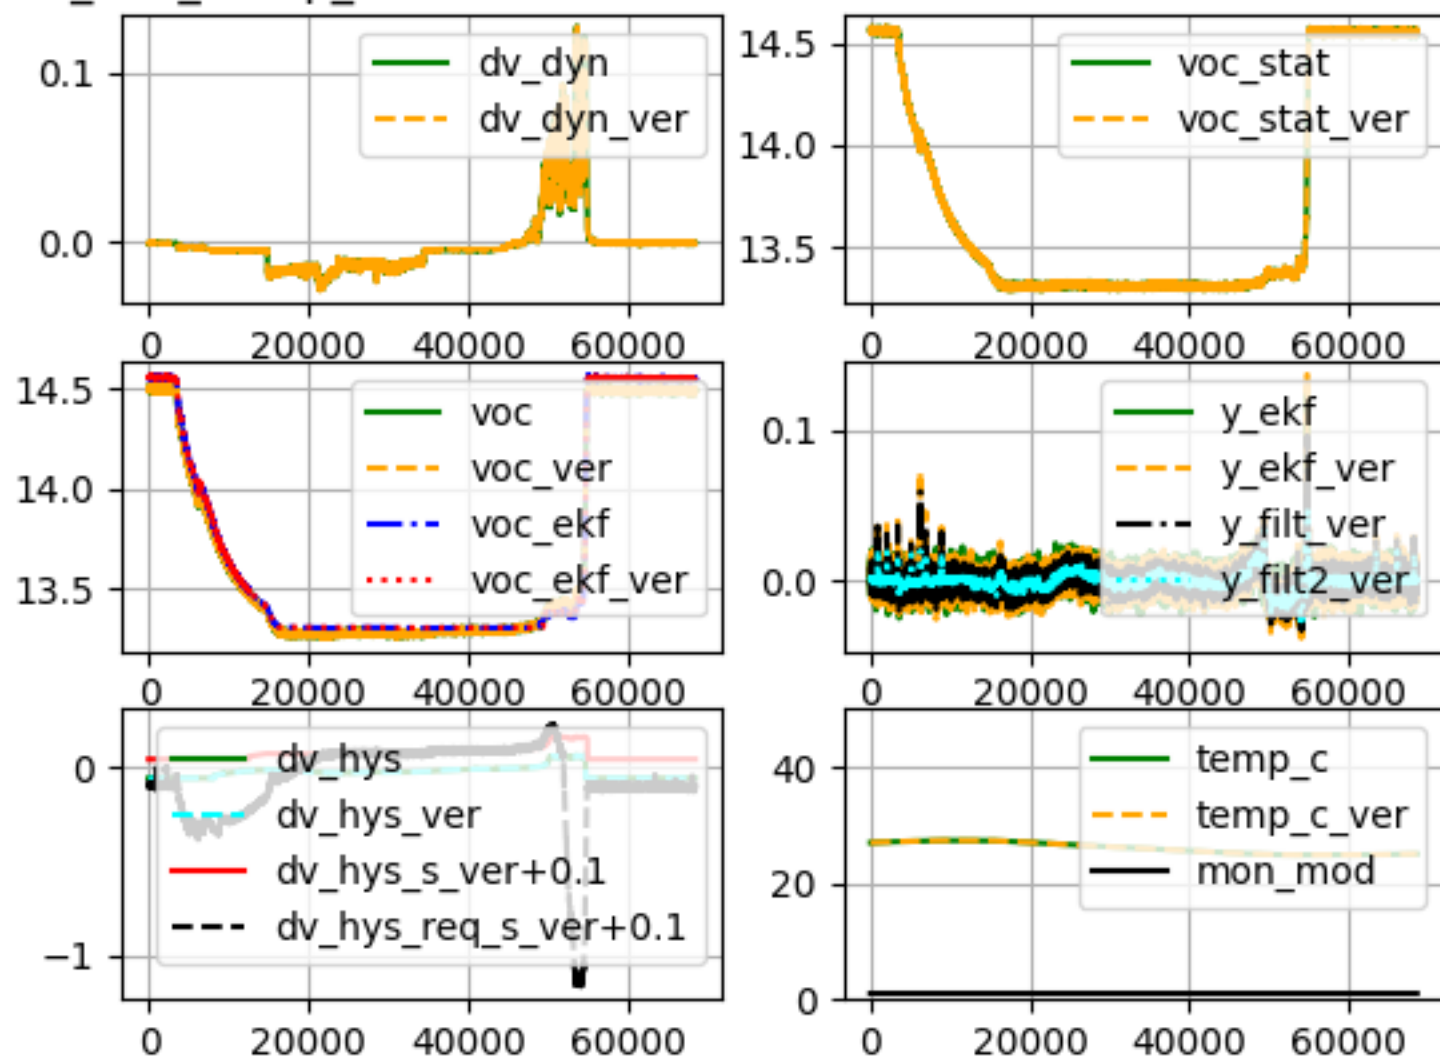 0.1
0.0
dv_dyn
dv_dyn_ver
0 20000 40000 60000
14.5
14.0
13.5
voc_stat
voc_stat_ver
0 20000 40000 60000
14.5
14.0
13.5
voc
voc_ver
voc_ekf
voc_ekf_ver
0 20000 40000 60000
0.1
0.0
y_ekf
y_ekf_ver
y_filt_ver
y_filt2_ver
0 20000 40000 60000
0
−1
dv_hys
dv_hys_ver
dv_hys_s_ver+0.1
dv_hys_req_s_ver+0.1
0 20000 40000 60000
40
20
0
temp_c
temp_c_ver
mon_mod
0 20000 40000 60000